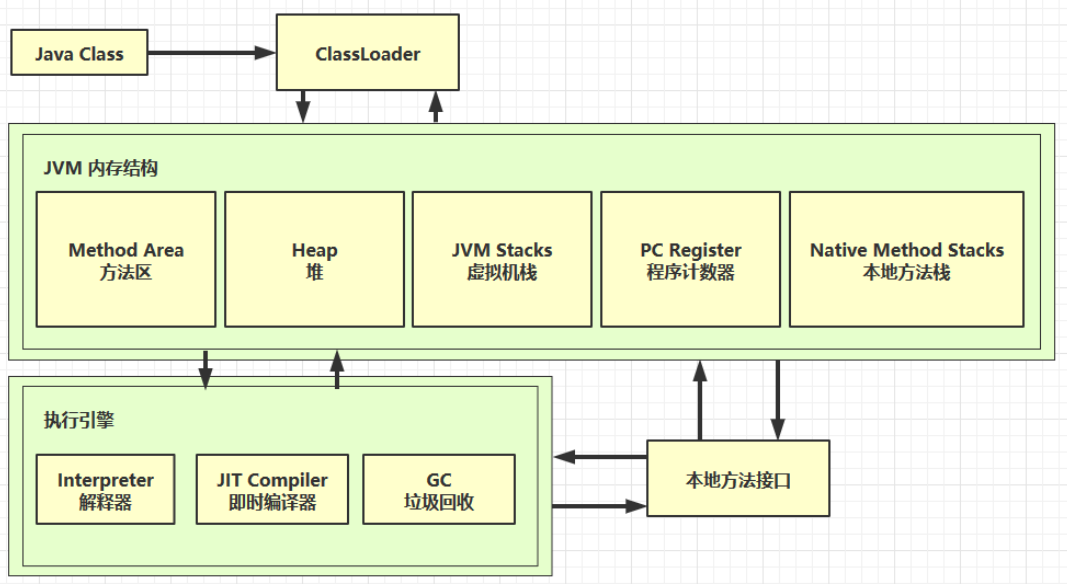 Java Class
ClassLoader
JVM 内存结构
Method Area
方法区
Heap
堆
JVM Stacks
虚拟机栈
PC Register
程序计数器
Native Method Stacks
本地方法栈
执行引擎
Interpreter
解释器
JIT Compiler
即时编译器
GC
垃圾回收
本地方法接口